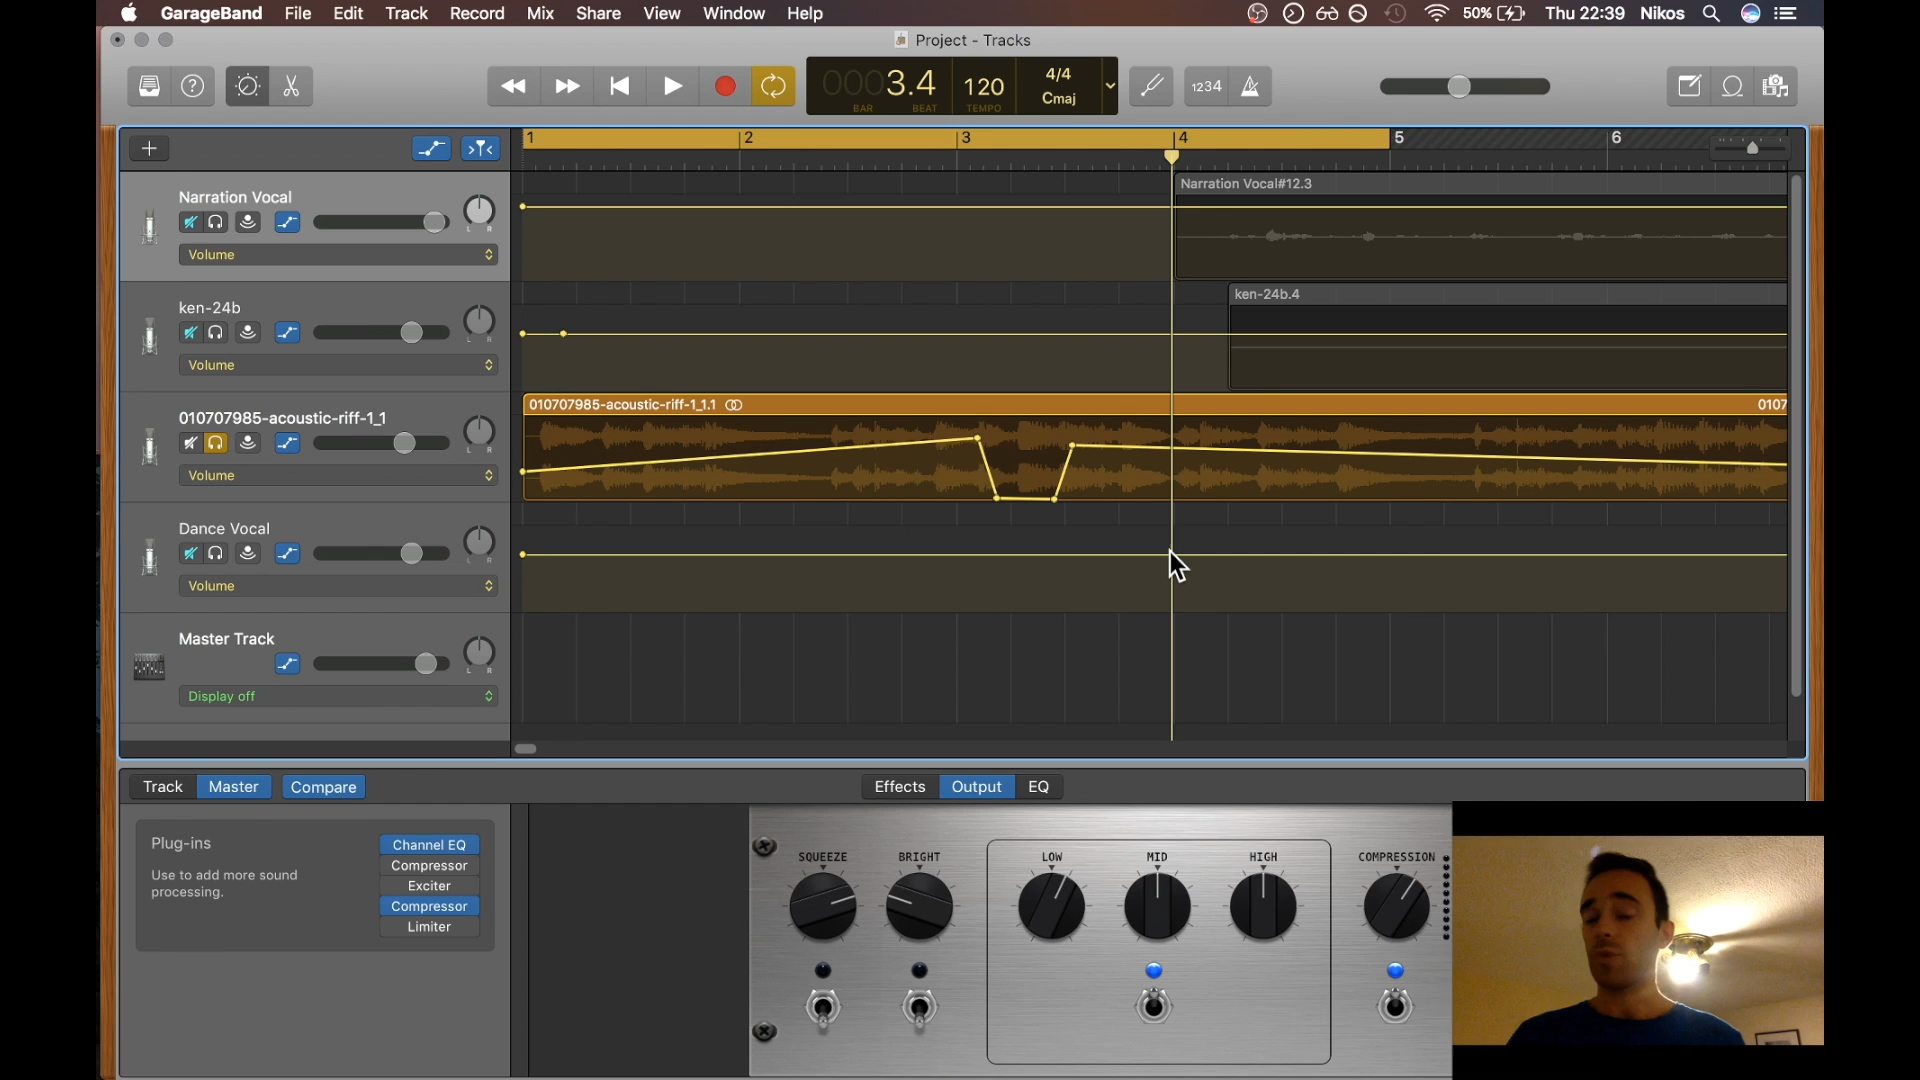 GarageBand File Edit Track Record Mix Share View Window Help
50% Thu 22:39 Nikos
Project - Tracks
0003.4
BAR BEAT
120
TEMPO
4/4
Cmaj
1234
1 2 3 4 5 6
Narration Vocal
L R
Volume
Narration Vocal#12.3
ken-24b
L R
Volume
ken-24b.4
010707985-acoustic-riff-1_1
L R
Volume
010707985-acoustic-riff-1_1.1
0107
Dance Vocal
L R
Volume
Master Track
L R
Display off
Track Master Compare
Effects Output EQ
Plug-ins
Use to add more sound
processing.
Channel EQ
Compressor
Exciter
Compressor
Limiter
SQUEEZE BRIGHT LOW MID HIGH COMPRESSION